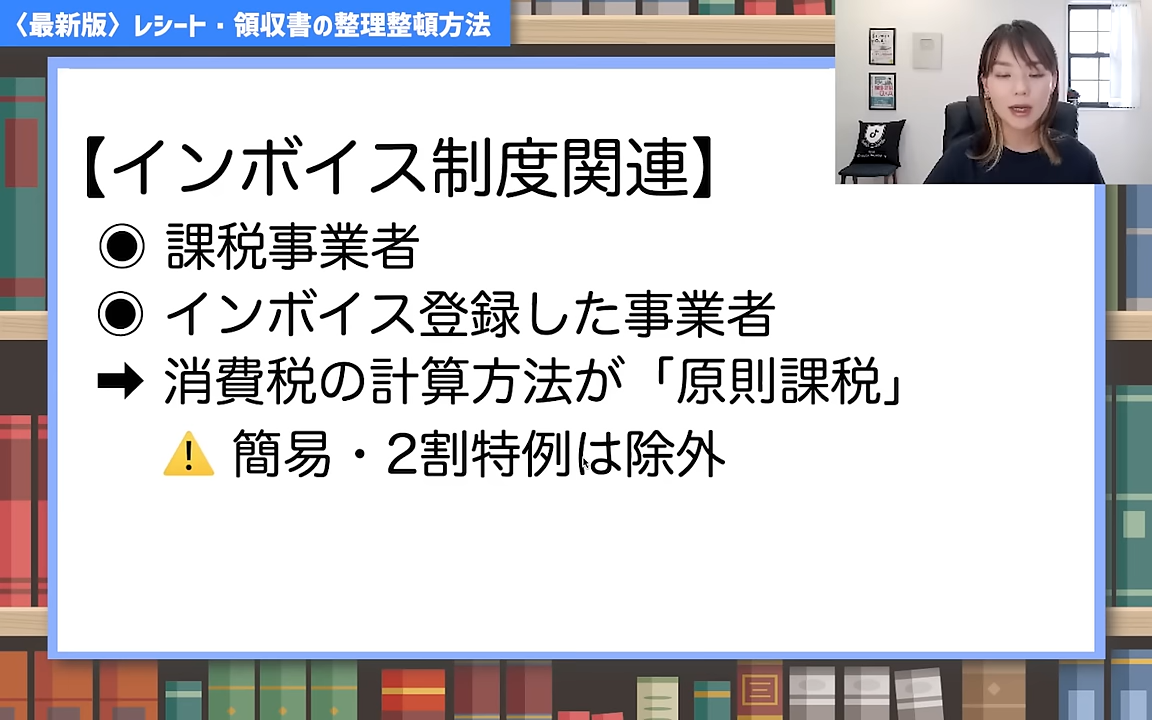 〈最新版〉レシート・領収書の整理整頓方法
【インボイス制度関連】
◉ 課税事業者
◉ インボイス登録した事業者
➡ 消費税の計算方法が「原則課税」
⚠️ 簡易・2割特例は除外